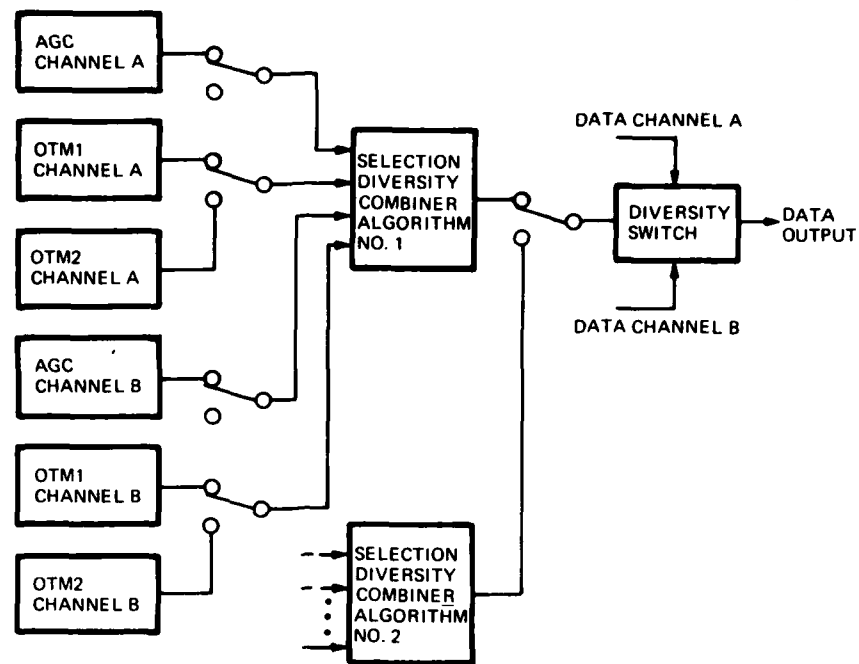 AGC
CHANNEL A
OTM1
CHANNEL A
OTM2
CHANNEL A
AGC
CHANNEL B
OTM1
CHANNEL B
OTM2
CHANNEL B
SELECTION
DIVERSITY
COMBINER
ALGORITHM
NO. 1
SELECTION
DIVERSITY
COMBINER
ALGORITHM
NO. 2
DATA CHANNEL A
DIVERSITY
SWITCH
DATA
OUTPUT
DATA CHANNEL B